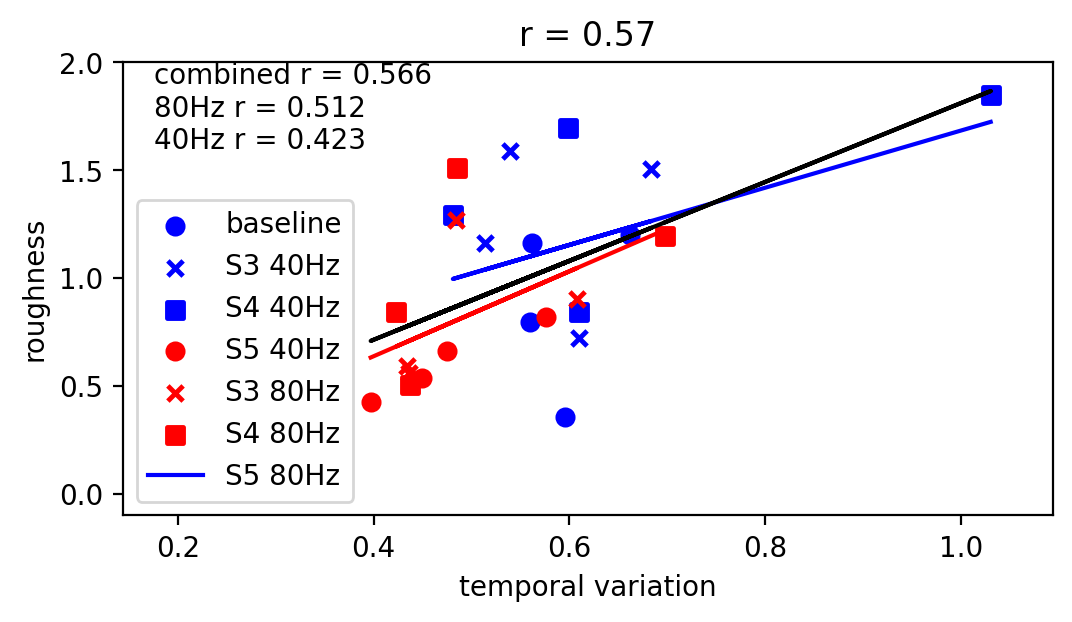 r = 0.57
combined r = 0.566
80Hz r = 0.512
40Hz r = 0.423
baseline
S3 40Hz
S4 40Hz
S5 40Hz
S3 80Hz
S4 80Hz
S5 80Hz
roughness
2.0
1.5
1.0
0.5
0.0
0.2 0.4 0.6 0.8 1.0
temporal variation